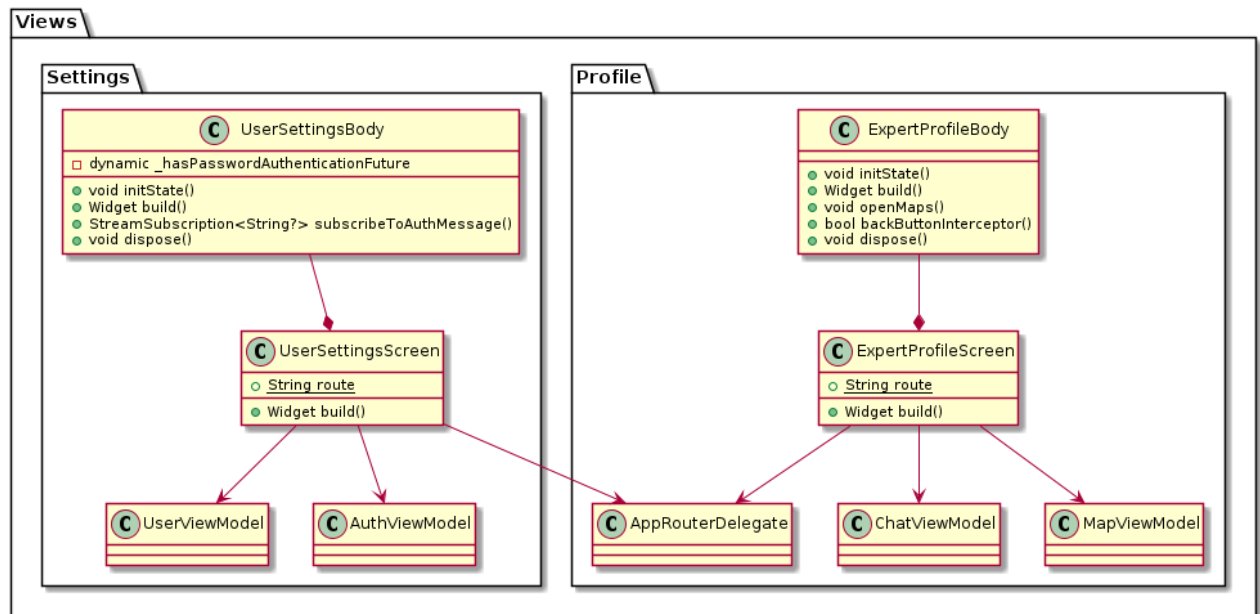 Views
Settings
Profile
C UserSettingsBody
dynamic _hasPasswordAuthenticationFuture
void initState()
Widget build()
StreamSubscription<String?> subscribeToAuthMessage()
void dispose()
C ExpertProfileBody
void initState()
Widget build()
void openMaps()
bool backButtonInterceptor()
void dispose()
C UserSettingsScreen
String route
Widget build()
C ExpertProfileScreen
String route
Widget build()
C UserViewModel
C AuthViewModel
C AppRouterDelegate
C ChatViewModel
C MapViewModel